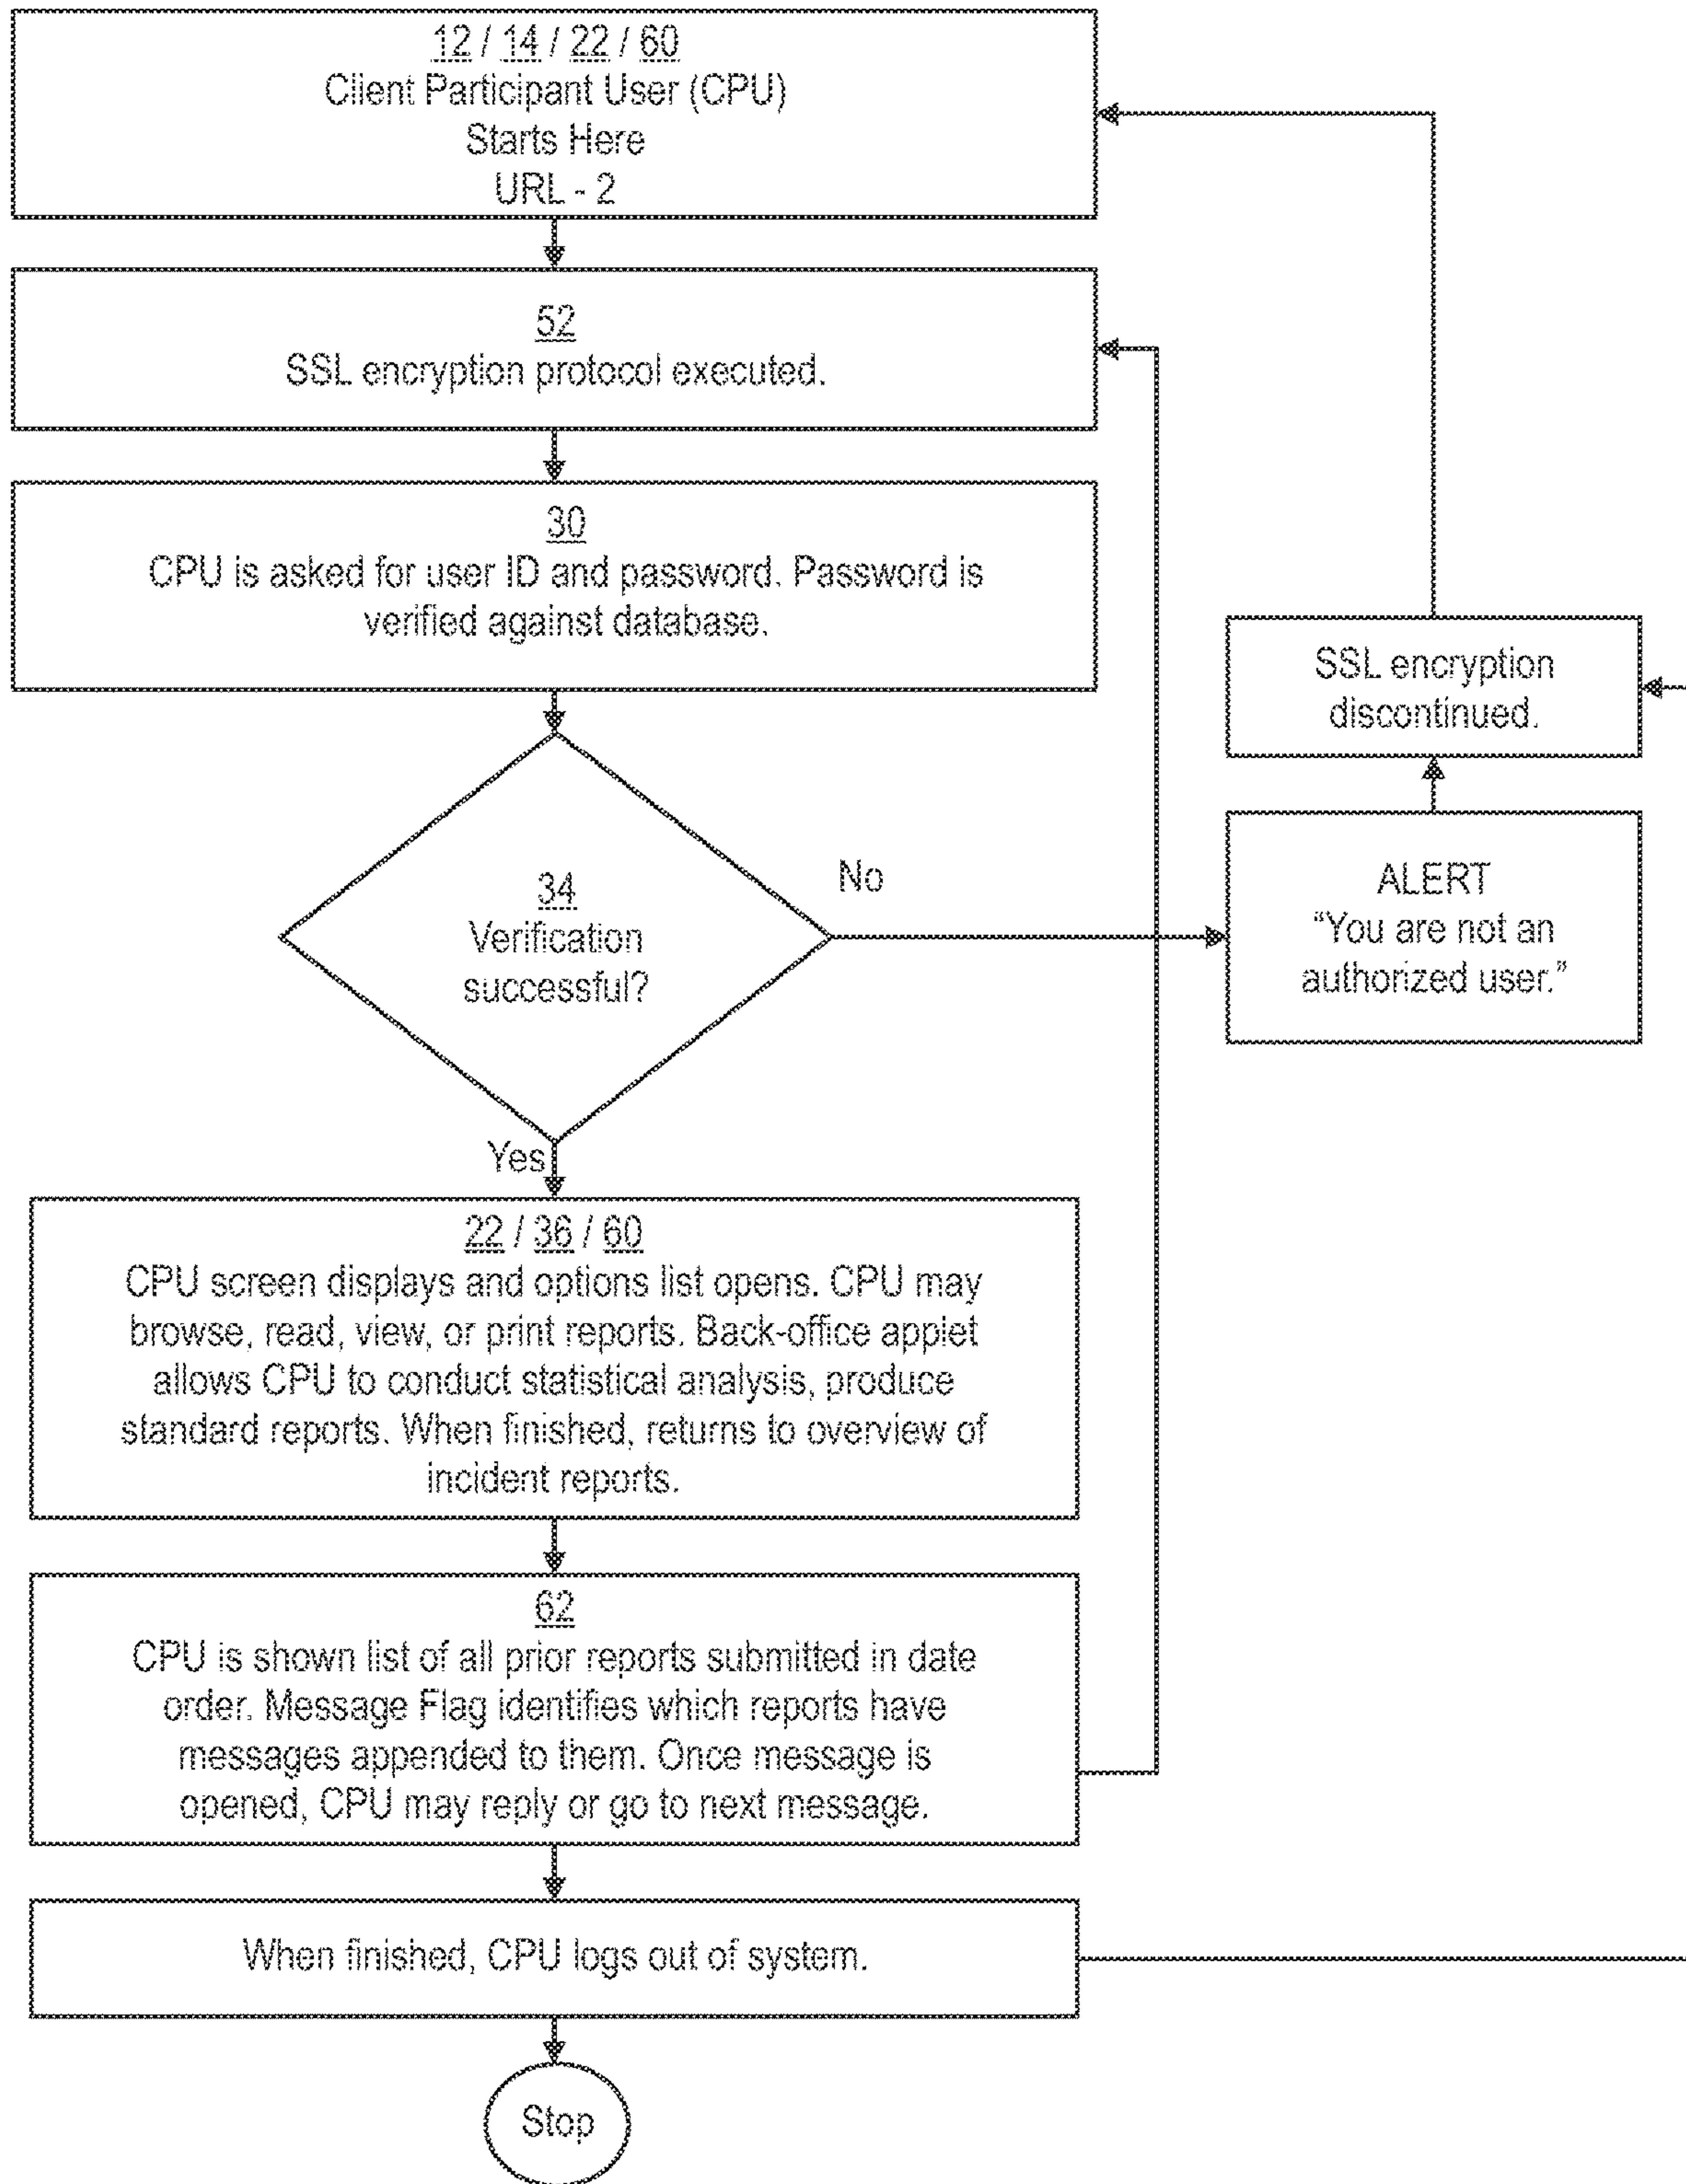 12 / 14 / 22 / 60
Client Participant User (CPU)
Starts Here
URL - 2
52
SSL encryption protocol executed.
30
CPU is asked for user ID and password. Password is
verified against database.
SSL encryption
discontinued.
34
Verification
successful?
No
ALERT
“You are not an
authorized user.”
Yes
22 / 36 / 60
CPU screen displays and options list opens. CPU may
browse, read, view, or print reports. Back-office applet
allows CPU to conduct statistical analysis, produce
standard reports. When finished, returns to overview of
incident reports.
62
CPU is shown list of all prior reports submitted in date
order. Message Flag identifies which reports have
messages appended to them. Once message is
opened, CPU may reply or go to next message.
When finished, CPU logs out of system.
Stop